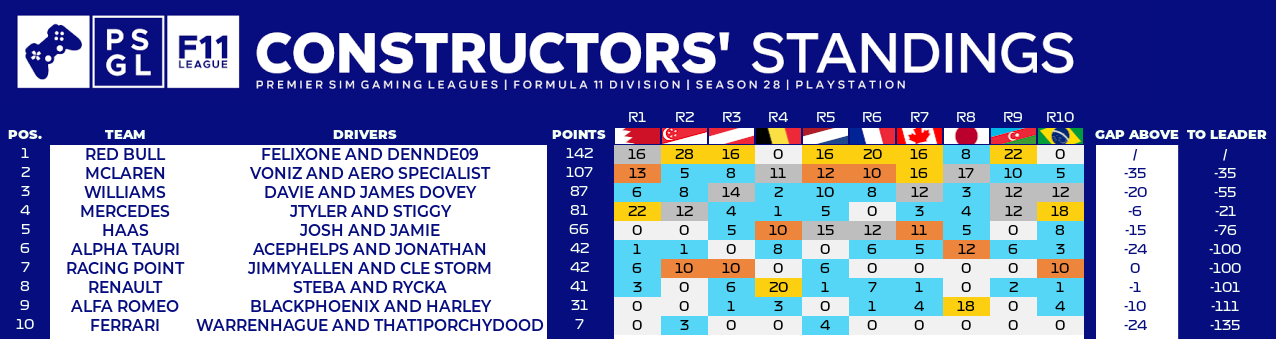 PS
GL
F11
LEAGUE
CONSTRUCTORS' STANDINGS
PREMIER SIM GAMING LEAGUES | FORMULA 11 DIVISION | SEASON 28 | PLAYSTATION
R1 R2 R3 R4 R5 R6 R7 R8 R9 R10
POS. TEAM DRIVERS POINTS GAP ABOVE TO LEADER
1 RED BULL FELIXONE AND DENNDE09 142 16 28 16 0 16 20 16 8 22 0 / /
2 MCLAREN VONIZ AND AERO SPECIALIST 107 13 5 8 11 12 10 16 17 10 5 -35 -35
3 WILLIAMS DAVIE AND JAMES DOVEY 87 6 8 14 2 10 8 12 3 12 12 -20 -55
4 MERCEDES JTYLER AND STIGGY 81 22 12 4 1 5 0 3 4 12 18 -6 -21
5 HAAS JOSH AND JAMIE 66 0 0 5 10 15 12 11 5 0 8 -15 -76
6 ALPHA TAURI ACEPHELPS AND JONATHAN 42 1 1 0 8 0 6 5 12 6 3 -24 -100
7 RACING POINT JIMMYALLEN AND CLE STORM 42 6 10 10 0 6 0 0 0 0 10 0 -100
8 RENAULT STEBA AND RYCKA 41 3 0 6 20 1 7 1 0 2 1 -1 -101
9 ALFA ROMEO BLACKPHOENIX AND HARLEY 31 0 0 1 3 0 1 4 18 0 4 -10 -111
10 FERRARI WARRENHAGUE AND THAT1PORCHYDOOD 7 0 3 0 0 4 0 0 0 0 0 -24 -135